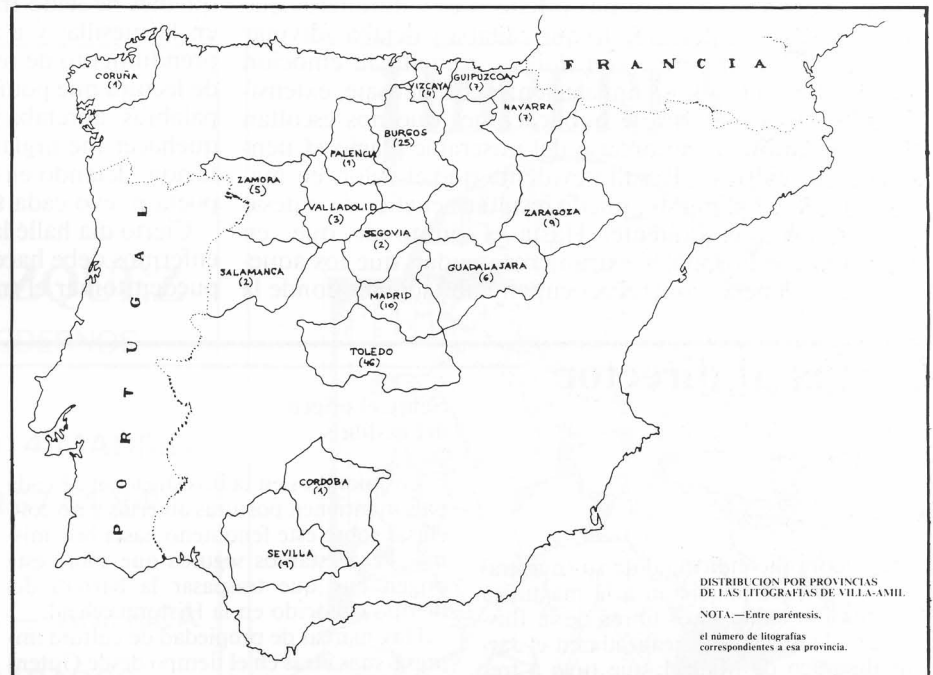 FRANCIA
CORUÑA
(1)
VIZCAYA
(4)
GUIPUZCOA
(7)
NAVARRA
(7)
BURGOS
(25)
PALENCIA
(1)
ZAMORA
(5)
VALLADOLID
(3)
ZARAGOZA
(9)
SEGOVIA
(2)
SALAMANCA
(2)
GUADALAJARA
(6)
MADRID
(10)
TOLEDO
(46)
PORTUGAL
CORDOBA
(1)
SEVILLA
(9)
DISTRIBUCION POR PROVINCIAS
DE LAS LITOGRAFIAS DE VILLA-AMIL
NOTA.—Entre paréntesis,
el número de litografías
correspondientes a esa provincia.